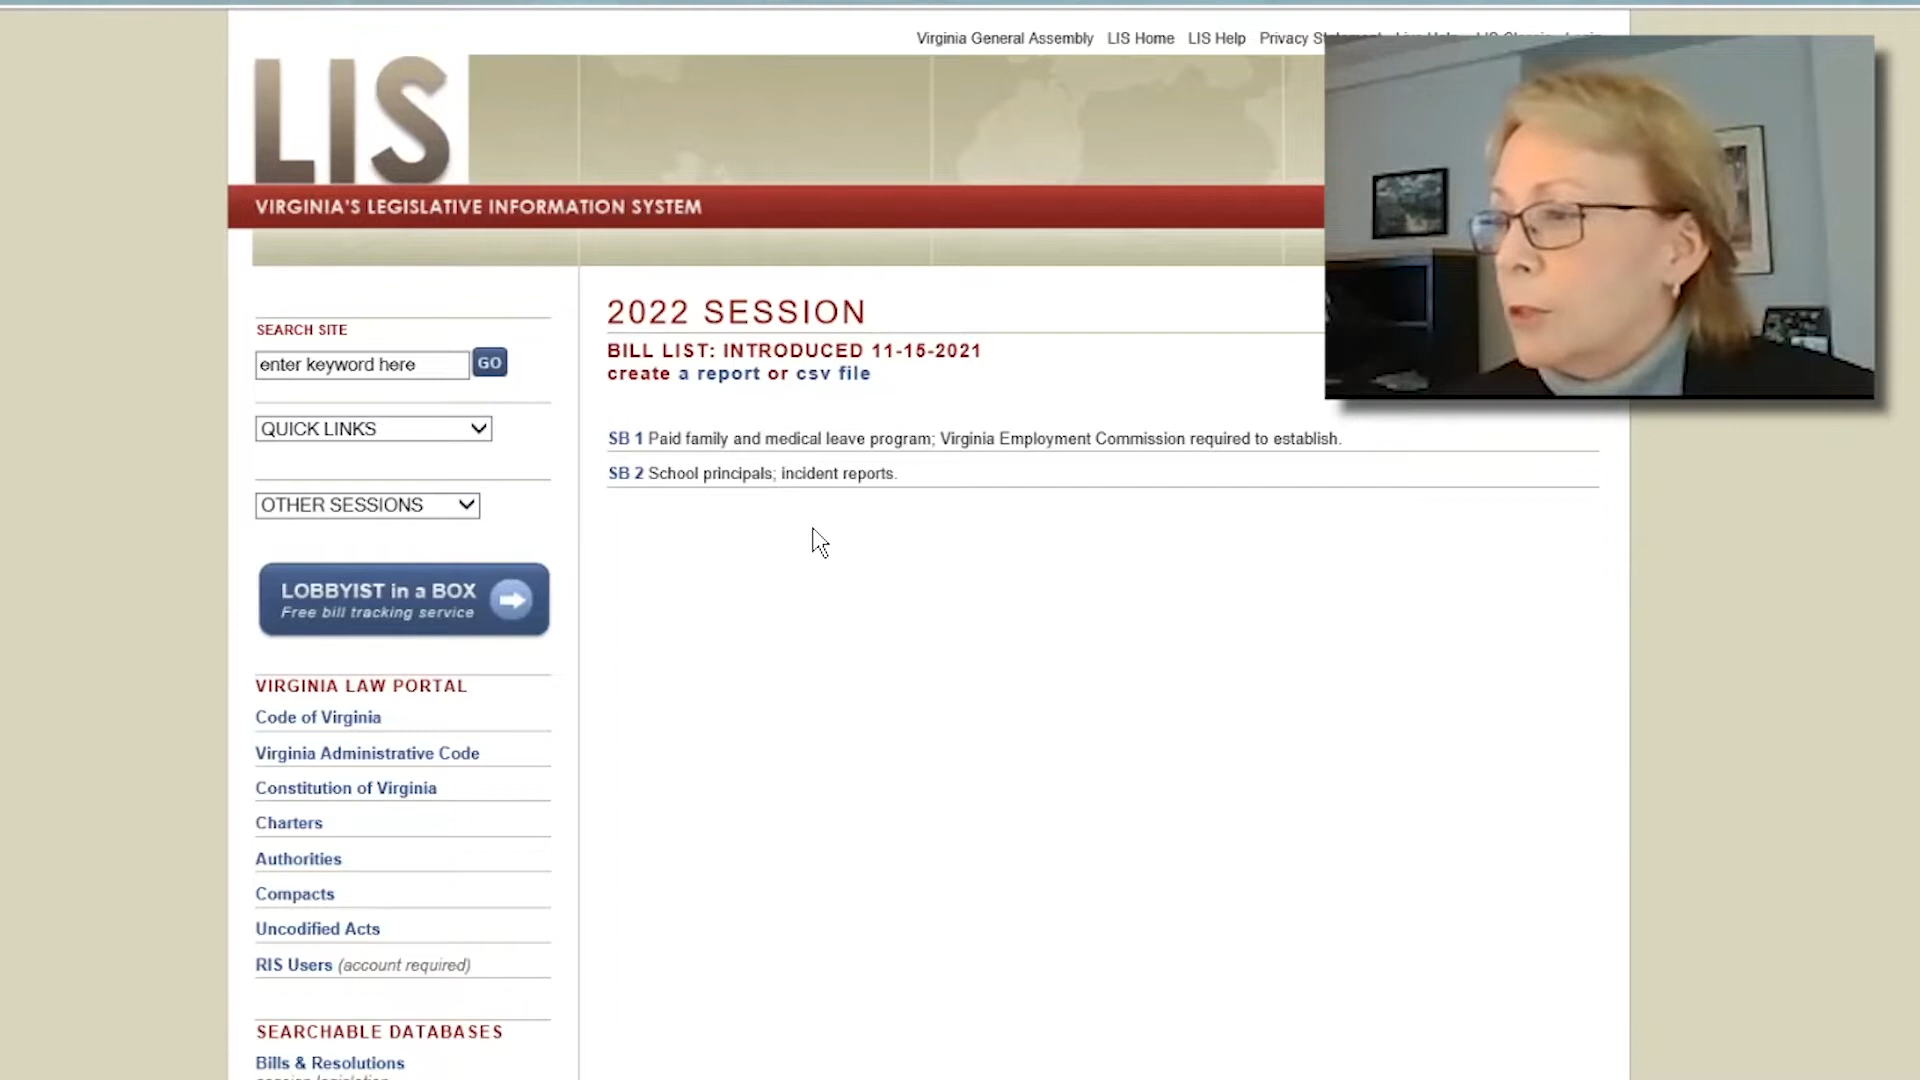 Virginia General Assembly LIS Home LIS Help Privacy
LIS
VIRGINIA'S LEGISLATIVE INFORMATION SYSTEM
SEARCH SITE
enter keyword here GO
QUICK LINKS
OTHER SESSIONS
LOBBYIST in a BOX
Free bill tracking service
VIRGINIA LAW PORTAL
Code of Virginia
Virginia Administrative Code
Constitution of Virginia
Charters
Authorities
Compacts
Uncodified Acts
RIS Users (account required)
SEARCHABLE DATABASES
Bills & Resolutions
2022 SESSION
BILL LIST: INTRODUCED 11-15-2021
create a report or csv file
SB 1 Paid family and medical leave program; Virginia Employment Commission required to establish.
SB 2 School principals; incident reports.